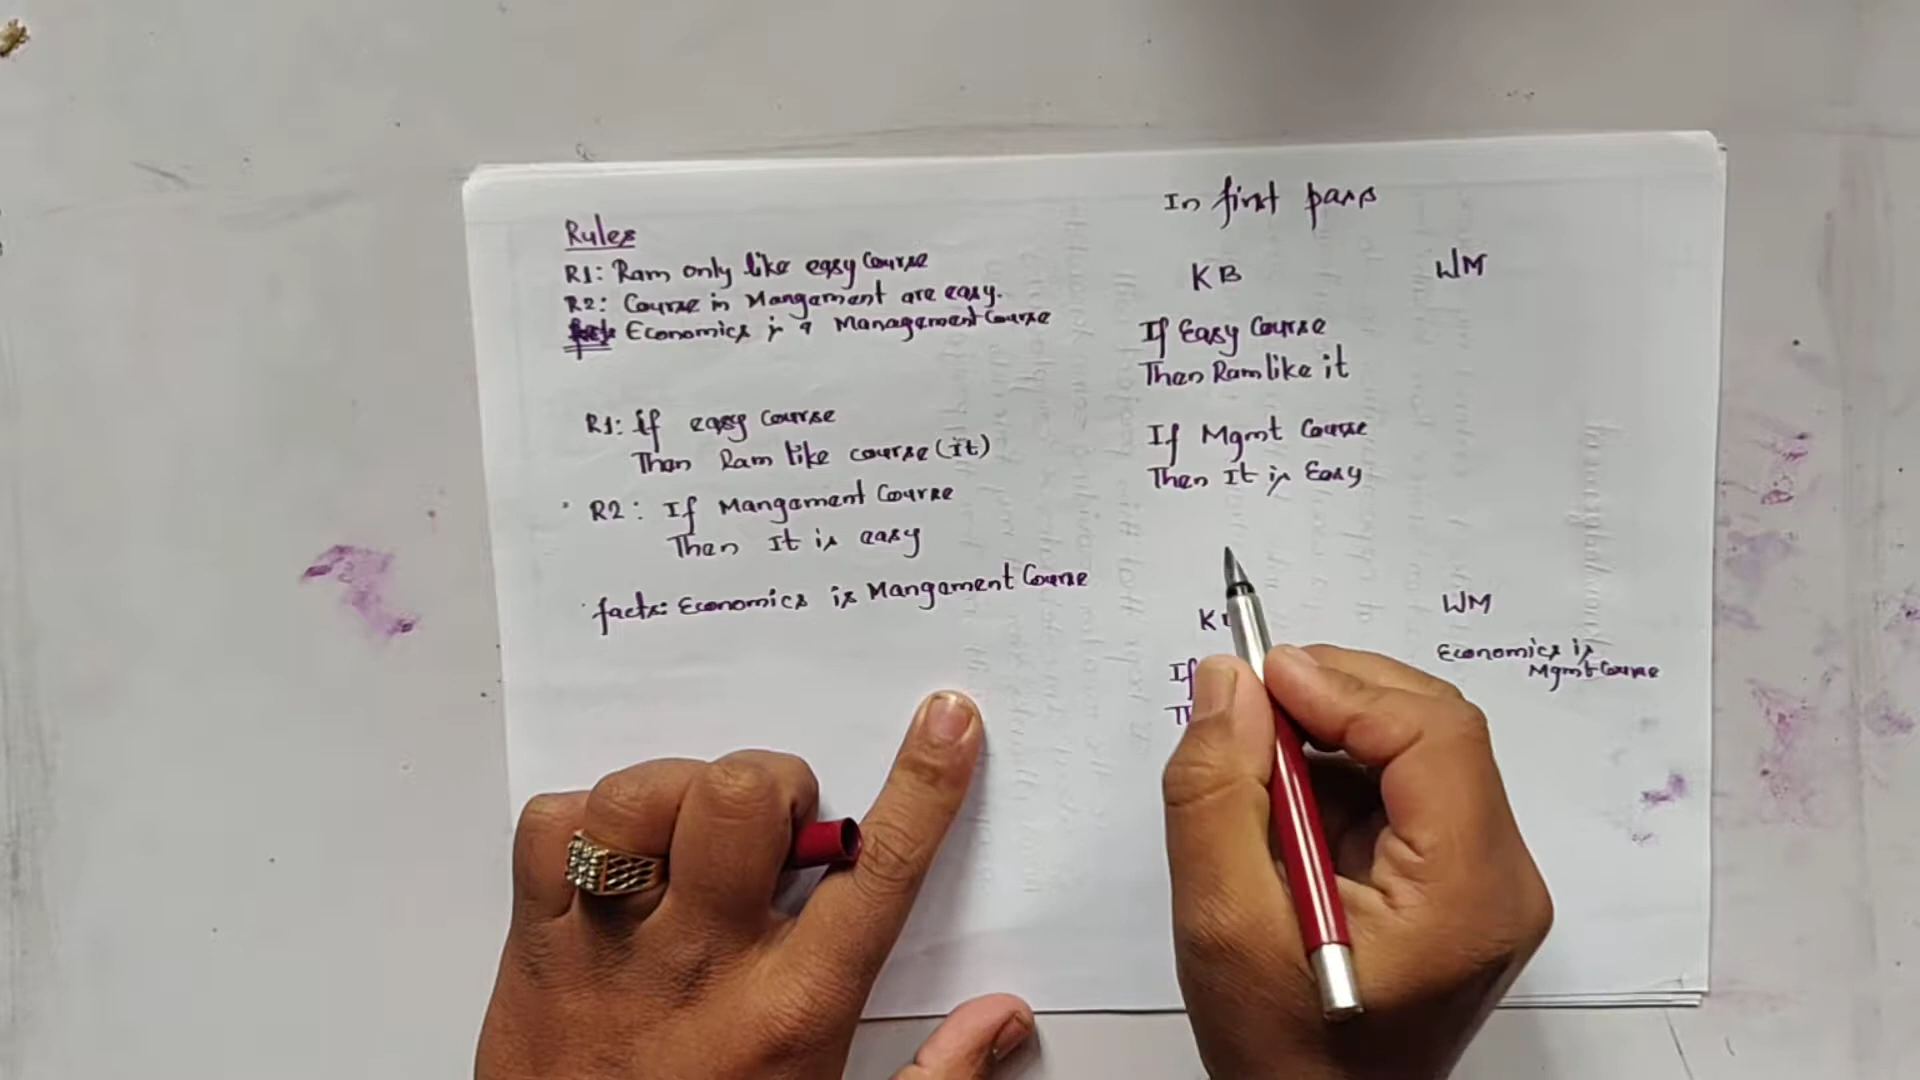 Rules
R1: Ram only like easy Course
R2: Course in Mangament are easy.
Economics is a Management Course
R1: if easy course
Then Ram like course (it)
R2: If Mangament Course
Then It is easy
facts: Economics is Mangament Course
In first pass
KB WM
If Easy Course
Then Ram like it
If Mgmt Course
Then It is Easy
WM
If
Economics is
Mgmt Course